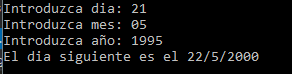 Introduzca dia: 21
Introduzca mes: 05
Introduzca año: 1995
El dia siguiente es el 22/5/2000